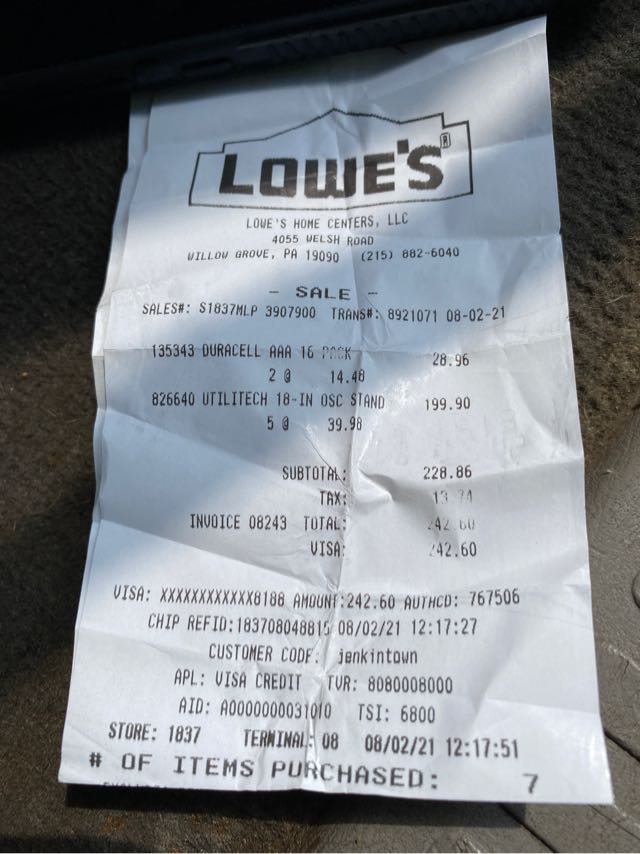 LOWE'S®
LOWE'S HOME CENTERS, LLC
4055 WELSH ROAD
WILLOW GROVE, PA 19090 (215) 882-6040
- SALE -
SALES#: S1837MLP 3907900 TRANS#: 8921071 08-02-21
135343 DURACELL AAA 16 PACK 28.96
2 @ 14.48
826640 UTILITECH 18-IN OSC STAND 199.90
5 @ 39.98
SUBTOTAL: 228.86
TAX: 13.74
INVOICE 08243 TOTAL: 242.60
VISA: 242.60
VISA: XXXXXXXXXXXX8188 AMOUNT:242.60 AUTHCD: 767506
CHIP REFID:183708048815 08/02/21 12:17:27
CUSTOMER CODE: jenkintown
APL: VISA CREDIT TVR: 8080008000
AID: A0000000031010 TSI: 6800
STORE: 1837 TERMINAL: 08 08/02/21 12:17:51
# OF ITEMS PURCHASED: 7